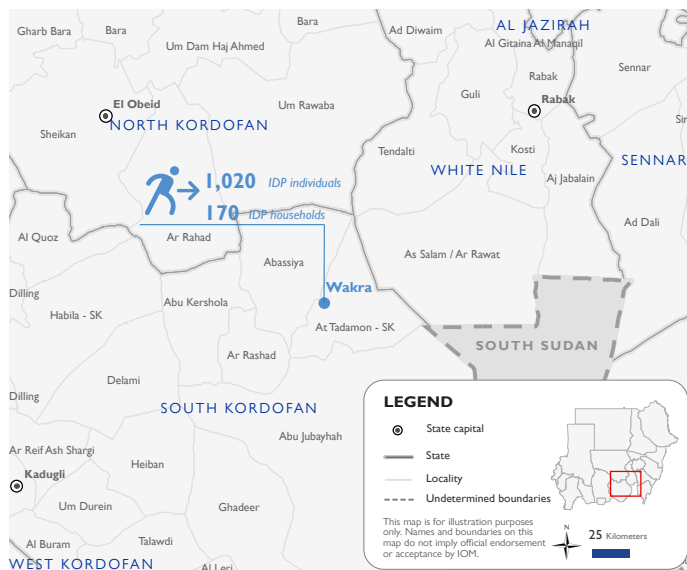 AL JAZIRAH
Gharb Bara
Bara
Bara
Ad Diwaim
Um Dam Haj Ahmed
Al Gitaina
Al Manaqil
Rabak
Sennar
El Obeid
Um Rawaba
Guli
Rabak
NORTH KORDOFAN
Sheikan
Tendalti
Kosti
SENNAR
WHITE NILE
Aj Jabalain
1,020 IDP individuals
170 IDP households
Ad Dali
Al Quoz
Ar Rahad
Abassiya
As Salam / Ar Rawat
Wakra
Dilling
Abu Kershola
Habila - SK
At Tadamon - SK
SOUTH SUDAN
Ar Rashad
Delami
Dilling
SOUTH KORDOFAN
Abu Jubayhah
Ar Reif Ash Shargi
Heiban
Kadugli
Um Durein
Ghadeer
Al Buram
Talawdi
WEST KORDOFAN
Al Leri
LEGEND
State capital
State
Locality
Undetermined boundaries
This map is for illustration purposes
only. Names and boundaries on this
map do not imply official endorsement
or acceptance by IOM.
N
25 Kilometers